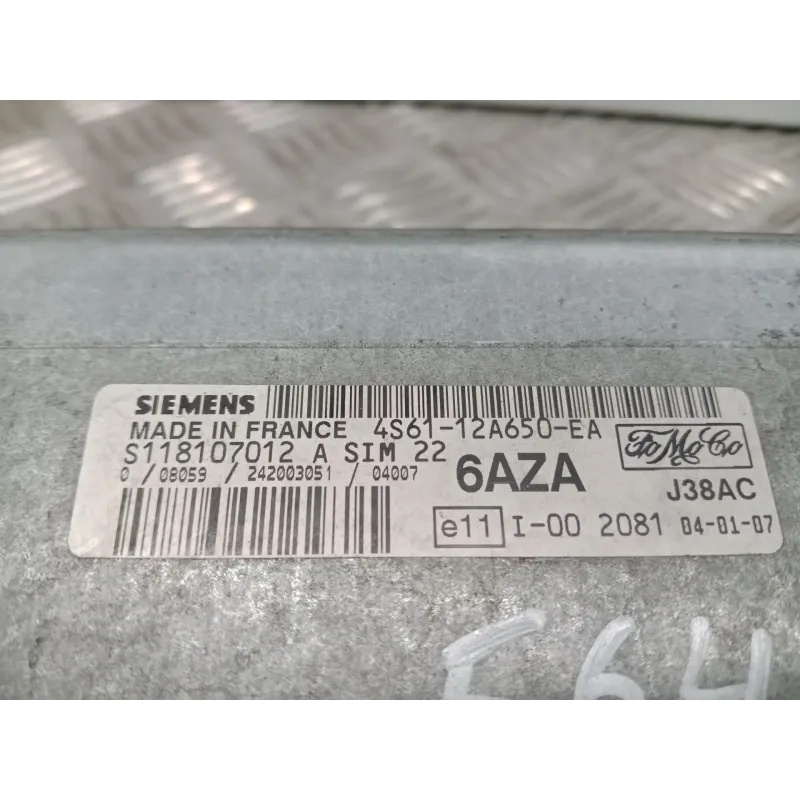 SIEMENS
MADE IN FRANCE 4S61-12A650-EA
S118107012 A SIM 22
0 / 08059 / 242003051 / 04007
6AZA
FoMoCo
J38AC
e11 I-00 2081 04-01-07
E64